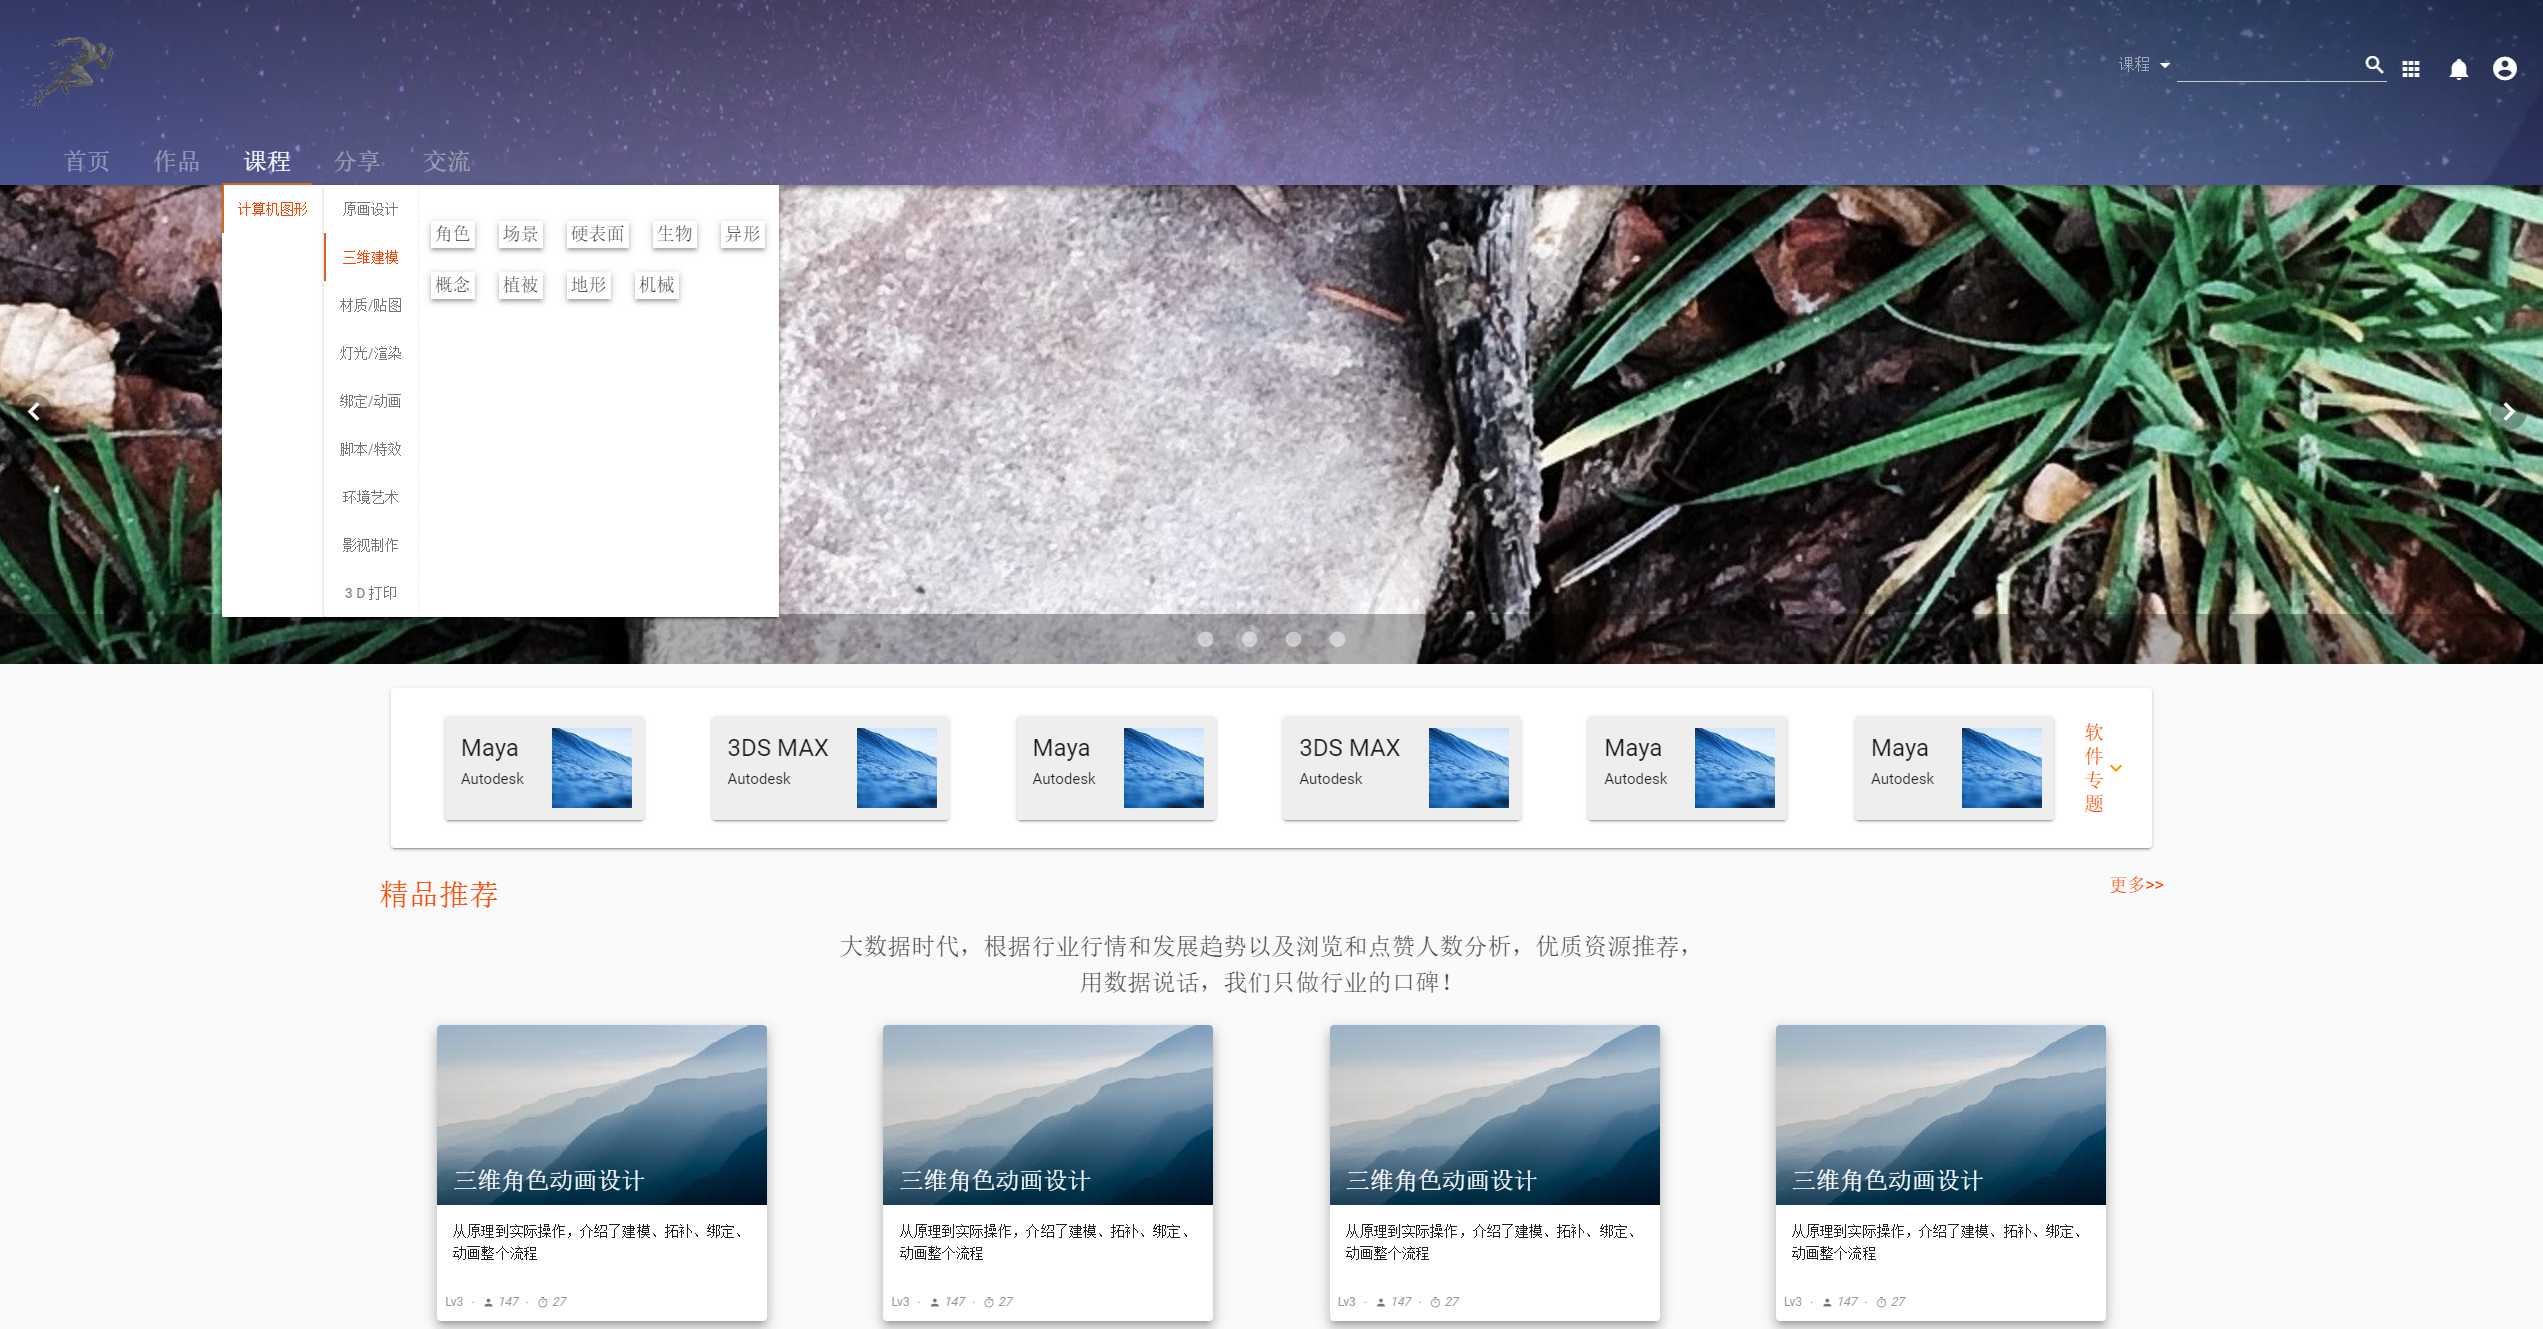 课程
首页 作品 课程 分享 交流
计算机图形
原画设计
三维建模
材质/贴图
灯光/渲染
绑定/动画
脚本/特效
环境艺术
影视制作
3 D 打印
角色 场景 硬表面 生物 异形
概念 植被 地形 机械
Maya
Autodesk
3DS MAX
Autodesk
Maya
Autodesk
3DS MAX
Autodesk
Maya
Autodesk
Maya
Autodesk
软件专题
精品推荐
更多>>
大数据时代，根据行业行情和发展趋势以及浏览和点赞人数分析，优质资源推荐，
用数据说话，我们只做行业的口碑！
三维角色动画设计
从原理到实际操作，介绍了建模、拓补、绑定、
动画整个流程
Lv3 · 147 · 27
三维角色动画设计
从原理到实际操作，介绍了建模、拓补、绑定、
动画整个流程
Lv3 · 147 · 27
三维角色动画设计
从原理到实际操作，介绍了建模、拓补、绑定、
动画整个流程
Lv3 · 147 · 27
三维角色动画设计
从原理到实际操作，介绍了建模、拓补、绑定、
动画整个流程
Lv3 · 147 · 27